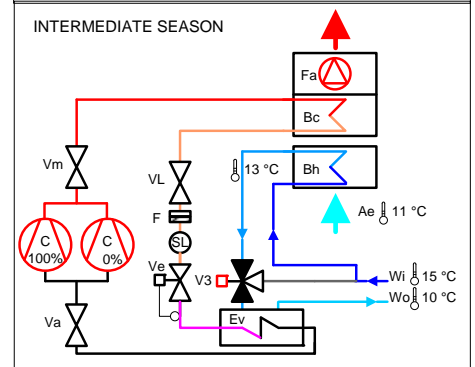 INTERMEDIATE SEASON
Fa
Bc
Vm
VL
13 °C
Bh
F
Ae 11 °C
C
100%
C
0%
SL
Ve
V3
Wi 15 °C
Wo 10 °C
Va
Ev